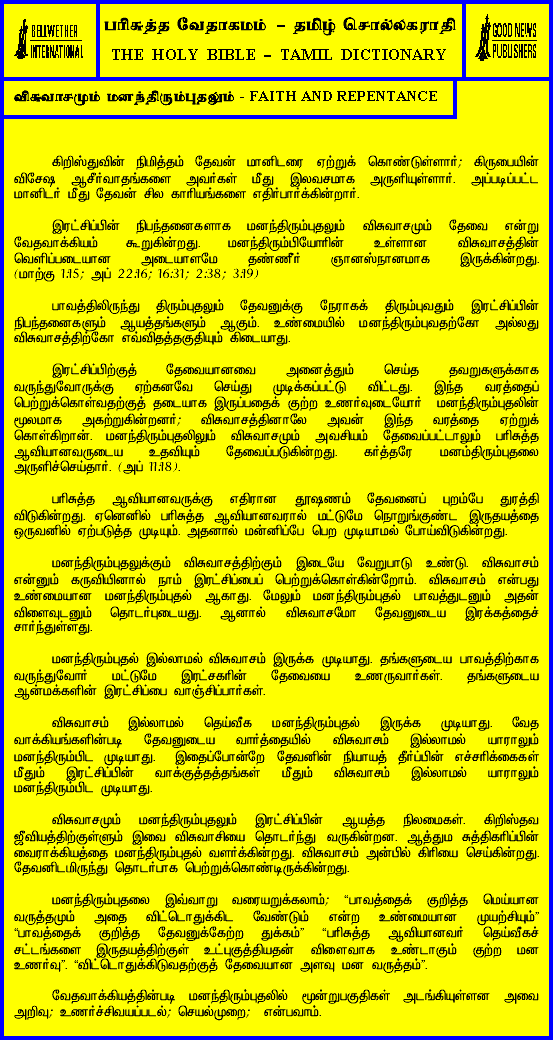 BELLWETHER
INTERNATIONAL
பரிசுத்த வேதாகமம் – தமிழ் சொல்லகராதி
THE HOLY BIBLE – TAMIL DICTIONARY
GOOD NEWS
PUBLISHERS
விசுவாசமும் மனந்திரும்புதலும் - FAITH AND REPENTANCE
கிறிஸ்துவின் நிமித்தம் தேவன் மானிடரை ஏற்றுக் கொண்டுள்ளார்; கிருபையின்
விசேஷ ஆசீர்வாதங்களை அவர்கள் மீது இலவசமாக அருளியுள்ளார். அப்படிப்பட்ட
மானிடர் மீது தேவன் சில காரியங்களை எதிர்பார்க்கின்றார்.
இரட்சிப்பின் நிபந்தனைகளாக மனந்திரும்புதலும் விசுவாசமும் தேவை என்று
வேதவாக்கியம் கூறுகின்றது. மனந்திரும்பியோரின் உள்ளான விசுவாசத்தின்
வெளிப்படையான அடையாளமே தண்ணீர் ஞானஸ்நானமாக இருக்கின்றது.
(மாற்கு 1:15; அப் 22:16; 16:31; 2:38; 3:19)
பாவத்திலிருந்து திரும்புதலும் தேவனுக்கு நேராகக் திரும்புவதும் இரட்சிப்பின்
நிபந்தனைகளும் ஆயத்தங்களும் ஆகும். உண்மையில் மனந்திரும்புவதற்கோ அல்லது
விசுவாசத்திற்கோ எவ்விதத்தகுதியும் கிடையாது.
இரட்சிப்பிற்குத் தேவையானவை அனைத்தும் செய்த தவறுகளுக்காக
வருந்துவோருக்கு ஏற்கனவே செய்து முடிக்கப்பட்டு விட்டது. இந்த வரத்தைப்
பெற்றுக்கொள்வதற்குத் தடையாக இருப்பதைக் குற்ற உணர்வுடையோர் மனந்திரும்புதலின்
மூலமாக அகற்றுகின்றனர்; விசுவாசத்தினாலே அவன் இந்த வரத்தை ஏற்றுக்
கொள்கிறான். மனந்திரும்புதலிலும் விசுவாசமும் அவசியம் தேவைப்பட்டாலும் பரிசுத்த
ஆவியானவருடைய உதவியும் தேவைப்படுகின்றது. கர்த்தரே மனம்திரும்புதலை
அருளிச்செய்தார். (அப் 11:18).
பரிசுத்த ஆவியானவருக்கு எதிரான தூஷணம் தேவனைப் புறம்பே துரத்தி
விடுகின்றது. ஏனெனில் பரிசுத்த ஆவியானவரால் மட்டுமே நொறுங்குண்ட இருதயத்தை
ஒருவனில் ஏற்படுத்த முடியும். அதனால் மன்னிப்பே பெற முடியாமல் போய்விடுகின்றது.
மனந்திரும்புதலுக்கும் விசுவாசத்திற்கும் இடையே வேறுபாடு உண்டு. விசுவாசம்
என்னும் கருவியினால் நாம் இரட்சிப்பைப் பெற்றுக்கொள்கின்றோம். விசுவாசம் என்பது
உண்மையான மனந்திரும்புதல் ஆகாது. மேலும் மனந்திரும்புதல் பாவத்துடனும் அதன்
விளைவுடனும் தொடர்புடையது. ஆனால் விசுவாசமோ தேவனுடைய இரக்கத்தைச்
சார்ந்துள்ளது.
மனந்திரும்புதல் இல்லாமல் விசுவாசம் இருக்க முடியாது. தங்களுடைய பாவத்திற்காக
வருந்துவோர் மட்டுமே இரட்சகரின் தேவையை உணருவார்கள். தங்களுடைய
ஆன்மக்களின் இரட்சிப்பை வாஞ்சிப்பார்கள்.
விசுவாசம் இல்லாமல் தெய்வீக மனந்திரும்புதல் இருக்க முடியாது. வேத
வாக்கியங்களின்படி தேவனுடைய வார்த்தையில் விசுவாசம் இல்லாமல் யாராலும்
மனந்திரும்பிட முடியாது. இதைப்போன்றே தேவனின் நியாயத் தீர்ப்பின் எச்சரிக்கைகள்
மீதும் இரட்சிப்பின் வாக்குத்தத்தங்கள் மீதும் விசுவாசம் இல்லாமல் யாராலும்
மனந்திரும்பிட முடியாது.
விசுவாசமும் மனந்திரும்புதலும் இரட்சிப்பின் ஆயத்த நிலமைகள். கிறிஸ்தவ
ஜீவியத்திற்குள்ளும் இவை விசுவாசியை தொடர்ந்து வருகின்றன. ஆத்தும சுத்திகரிப்பின்
வைராக்கியத்தை மனந்திரும்புதல் வளர்க்கின்றது. விசுவாசம் அன்பில் கிரியை செய்கின்றது.
தேவனிடமிருந்து தொடர்பாக பெற்றுக்கொண்டிருக்கின்றது.
மனந்திரும்புதலை இவ்வாறு வரையறுக்கலாம்; “பாவத்தைக் குறித்த மெய்யான
வருத்தமும் அதை விட்டொதுக்கிட வேண்டும் என்ற உண்மையான முயற்சியும்”
“பாவத்தைக் குறித்த தேவனுக்கேற்ற துக்கம்” “பரிசுத்த ஆவியானவர் தெய்வீகச்
சட்டங்களை இருதயத்திற்குள் உட்புகுத்தியதன் விளைவாக உண்டாகும் குற்ற மன
உணர்வு”. “விட்டொதுக்கிடுவதற்குத் தேவையான அளவு மன வருத்தம்”.
வேதவாக்கியத்தின்படி மனந்திரும்புதலில் மூன்றுபகுதிகள் அடங்கியுள்ளன அவை
அறிவு; உணர்ச்சிவயப்படல்; செயல்முறை; என்பவாம்.